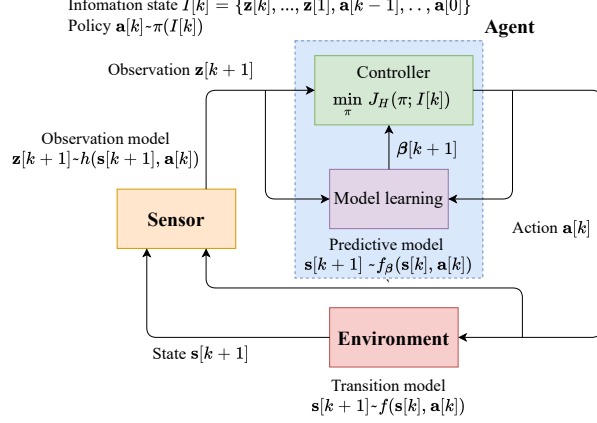 Infomation state I[k] = {z[k], ..., z[1], a[k − 1], . . , a[0]}
Policy a[k]~π(I[k])
Agent
Observation z[k + 1]
Controller
min J_H(π; I[k])
π
Observation model
z[k + 1]~h(s[k + 1], a[k])
β[k + 1]
Model learning
Sensor
Action a[k]
Predictive model
s[k + 1] ~f_β(s[k], a[k])
Environment
State s[k + 1]
Transition model
s[k + 1]~f(s[k], a[k])